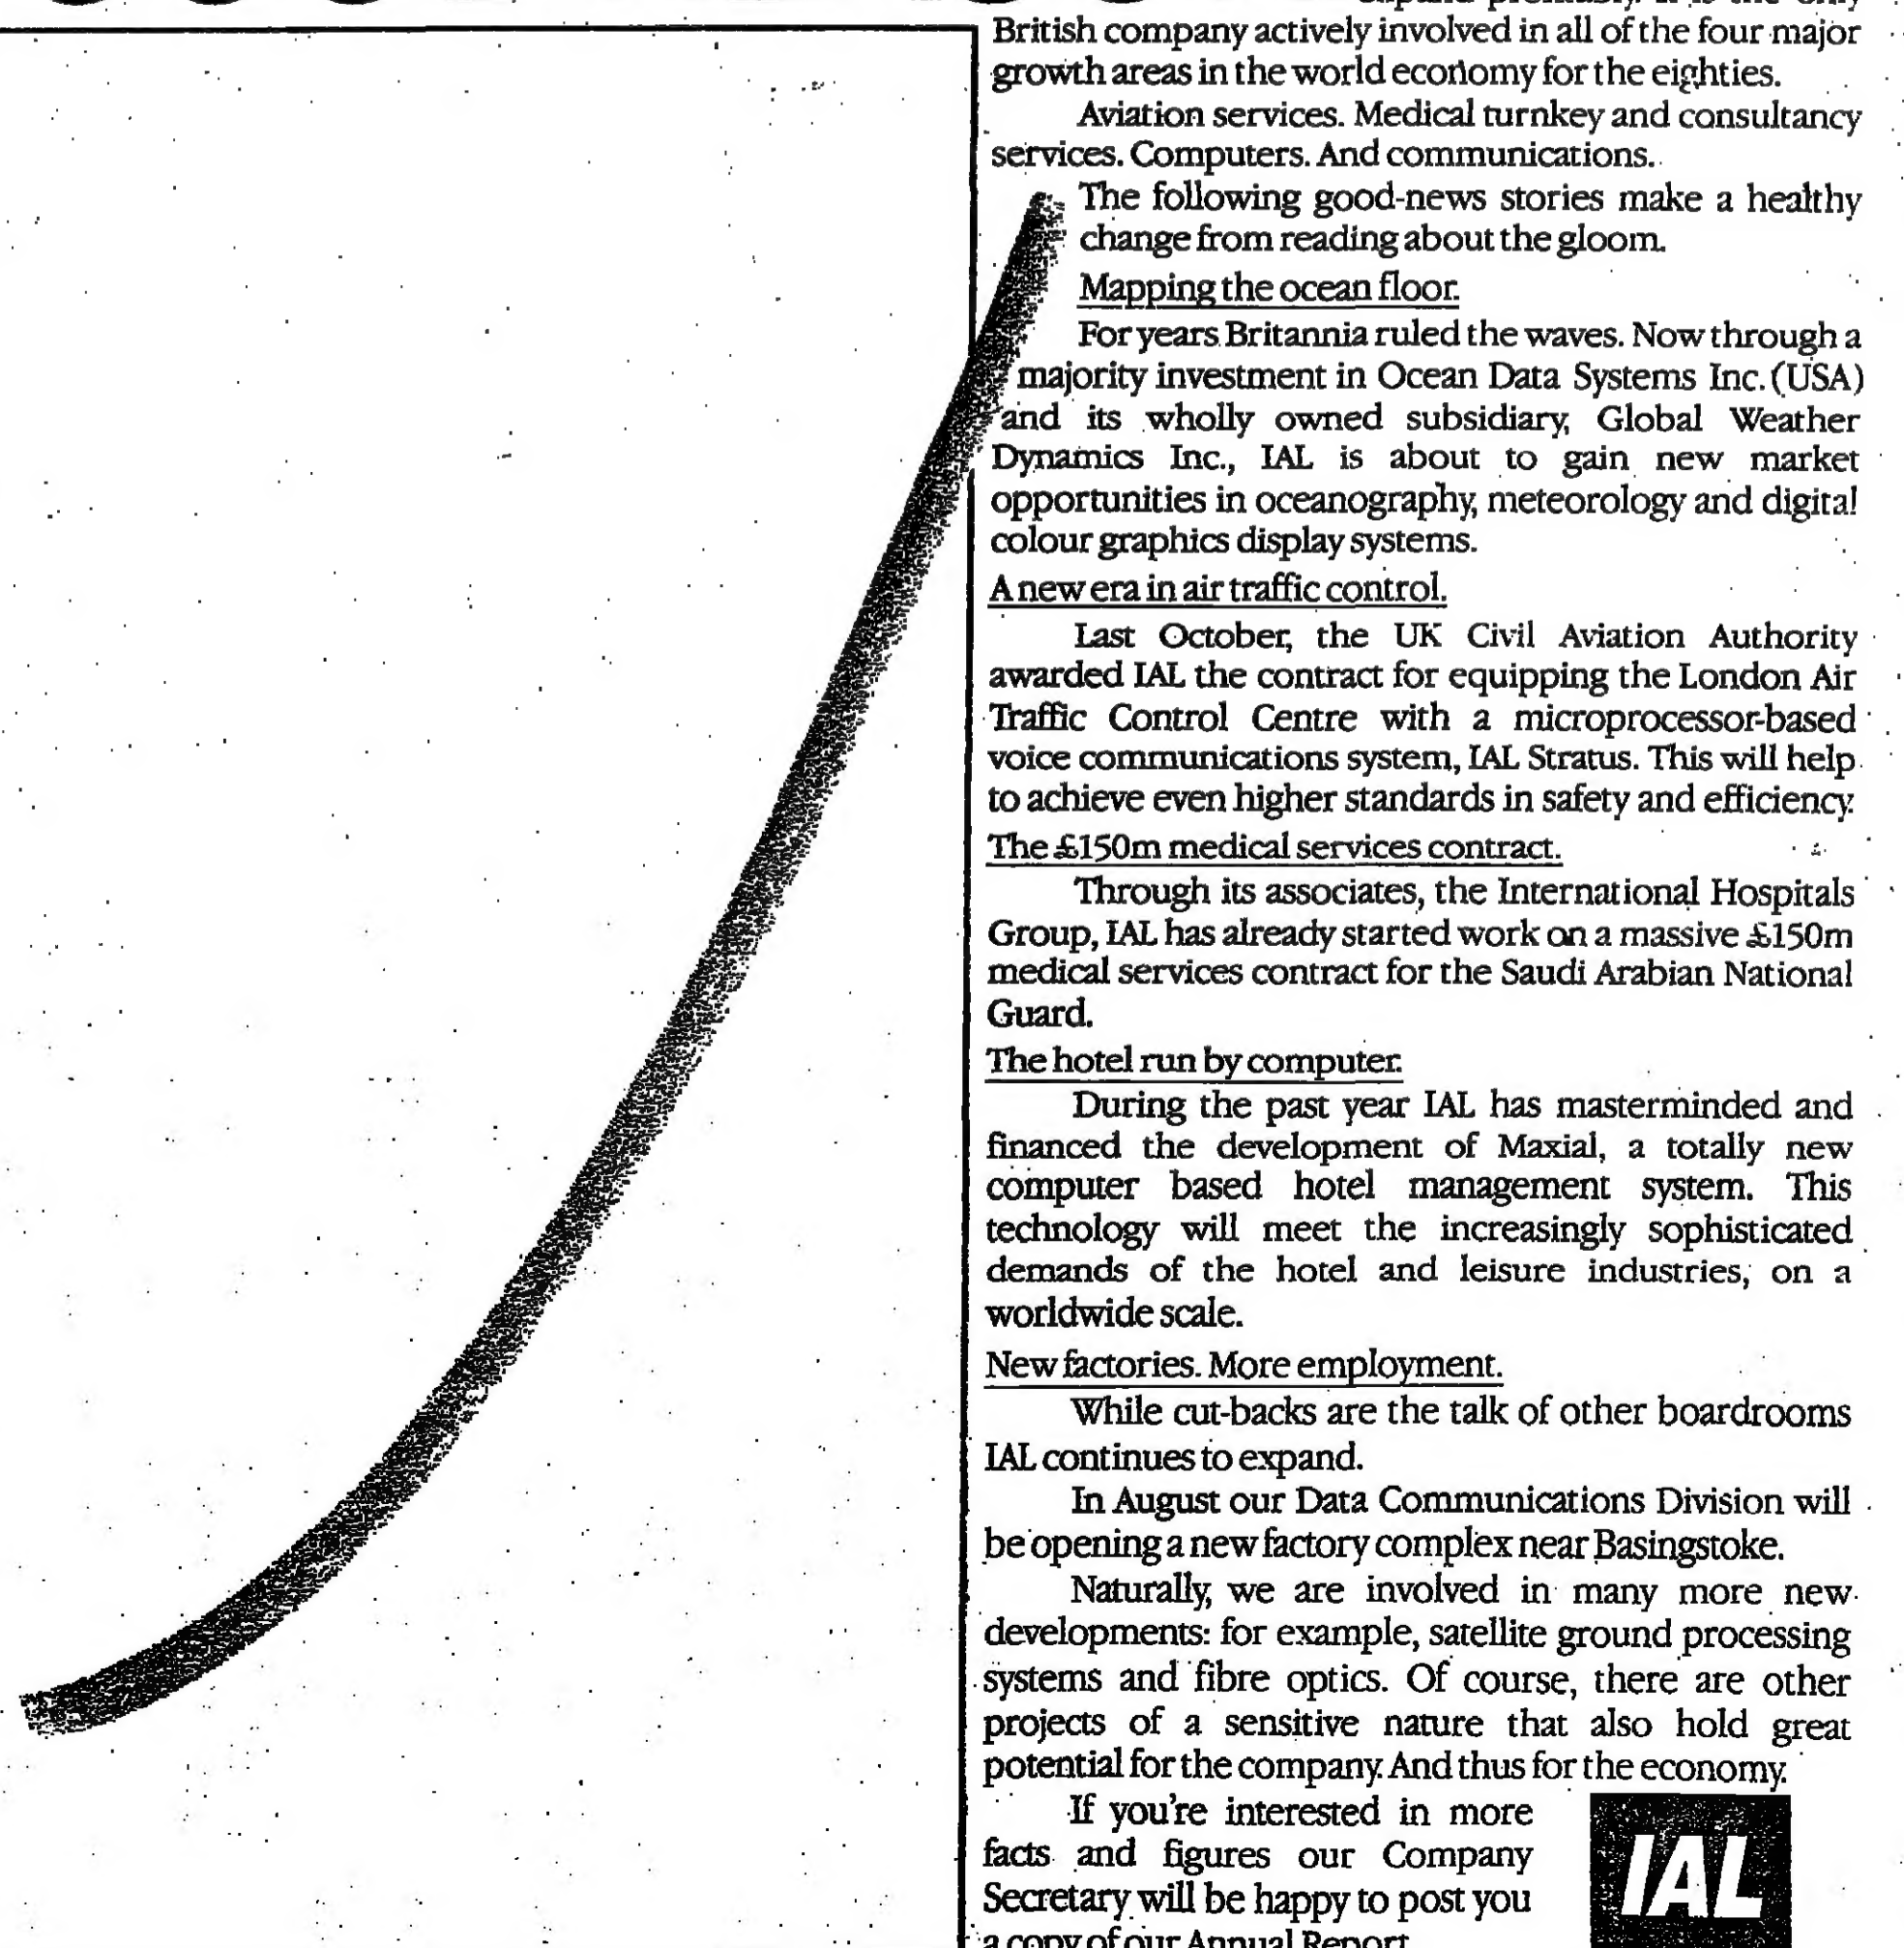 British company actively involved in all of the four major
growth areas in the world economy for the eighties.
Aviation services. Medical turnkey and consultancy
services. Computers. And communications.
The following good-news stories make a healthy
change from reading about the gloom.
Mapping the ocean floor.
For years Britannia ruled the waves. Now through a
majority investment in Ocean Data Systems Inc. (USA)
and its wholly owned subsidiary, Global Weather
Dynamics Inc., IAL is about to gain new market
opportunities in oceanography, meteorology and digital
colour graphics display systems.
A new era in air traffic control.
Last October, the UK Civil Aviation Authority
awarded IAL the contract for equipping the London Air
Traffic Control Centre with a microprocessor-based
voice communications system, IAL Stratus. This will help
to achieve even higher standards in safety and efficiency.
The £150m medical services contract.
Through its associates, the International Hospitals
Group, IAL has already started work on a massive £150m
medical services contract for the Saudi Arabian National
Guard.
The hotel run by computer.
During the past year IAL has masterminded and
financed the development of Maxial, a totally new
computer based hotel management system. This
technology will meet the increasingly sophisticated
demands of the hotel and leisure industries, on a
worldwide scale.
New factories. More employment.
While cut-backs are the talk of other boardrooms
IAL continues to expand.
In August our Data Communications Division will
be opening a new factory complex near Basingstoke.
Naturally, we are involved in many more new
developments: for example, satellite ground processing
systems and fibre optics. Of course, there are other
projects of a sensitive nature that also hold great
potential for the company. And thus for the economy.
If you're interested in more
facts and figures our Company
Secretary will be happy to post you
a copy of our Annual Report
IAL